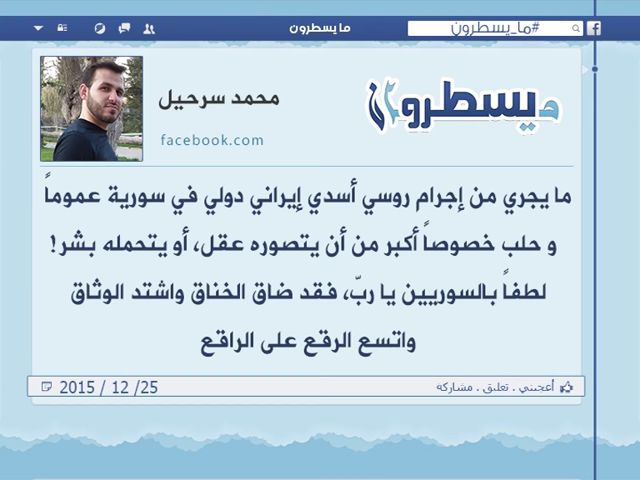 ما يسطرون
#ما_يسطرون
ما يسطرون
محمد سرحيل
facebook.com
ما يجري من إجرام روسي أسدي إيراني دولي في سورية عموماً
و حلب خصوصاً أكبر من أن يتصوره عقل، أو يتحمله بشر!
لطفاً بالسوريين يا ربّ، فقد ضاق الخناق واشتد الوثاق
واتسع الرقع على الراقع
أعجبني . تعليق . مشاركة
2015 / 12 /25